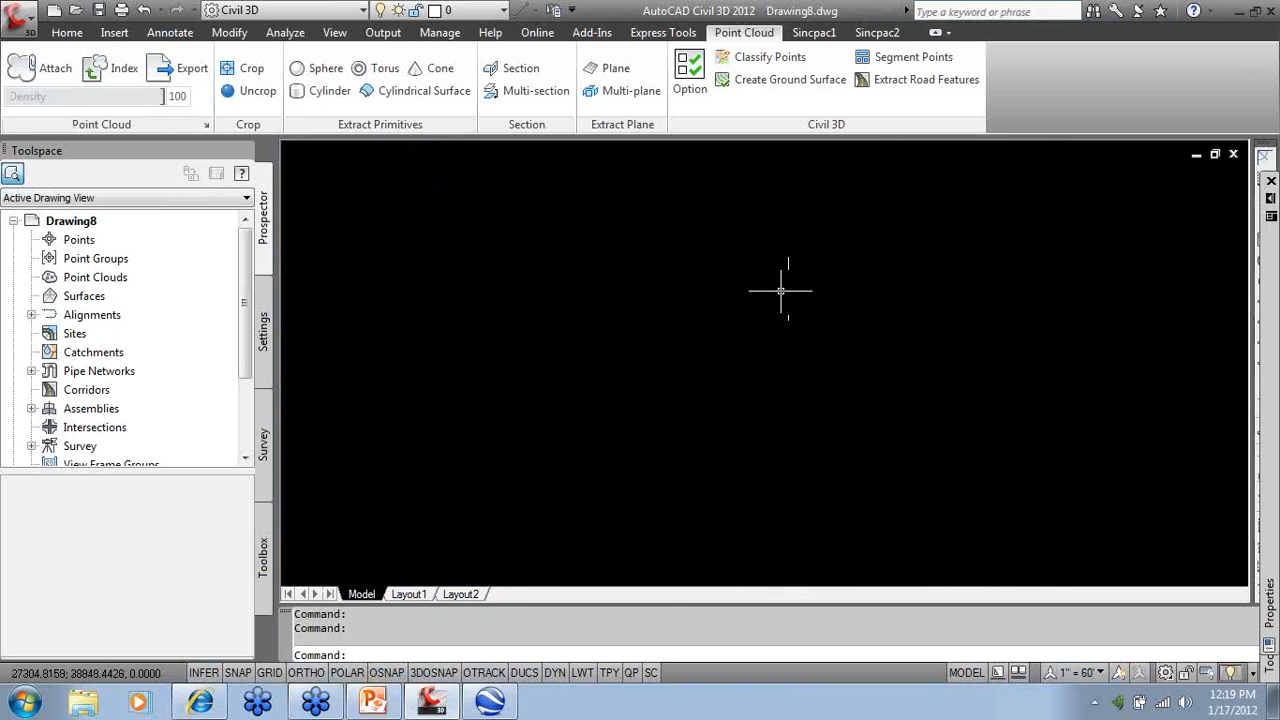 Civil 3D
0
AutoCAD Civil 3D 2012 Drawing8.dwg
Type a keyword or phrase
3D
Home Insert Annotate Modify Analyze View Output Manage Help Online Add-Ins Express Tools Point Cloud Sincpac1 Sincpac2
Attach Index Export Crop Sphere Torus Cone Section Plane Option Classify Points Segment Points
Density 100 Uncrop Cylinder Cylindrical Surface Multi-section Multi-plane Create Ground Surface Extract Road Features
Point Cloud Crop Extract Primitives Section Extract Plane Civil 3D
Toolspace
Active Drawing View
Drawing8
Points
Point Groups
Point Clouds
Surfaces
Alignments
Sites
Catchments
Pipe Networks
Corridors
Assemblies
Intersections
Survey
View Frame Groups
Prospector
Settings
Survey
Toolbox
Model Layout1 Layout2
Command:
Command:
Command:
Properties
27304.8159; 38948.4426, 0.0000 INFER SNAP GRID ORTHO POLAR OSNAP 3DOSNAP OTRACK DUCS DYN LWT TPY QP SC MODEL 1" = 60'
12:19 PM
1/17/2012